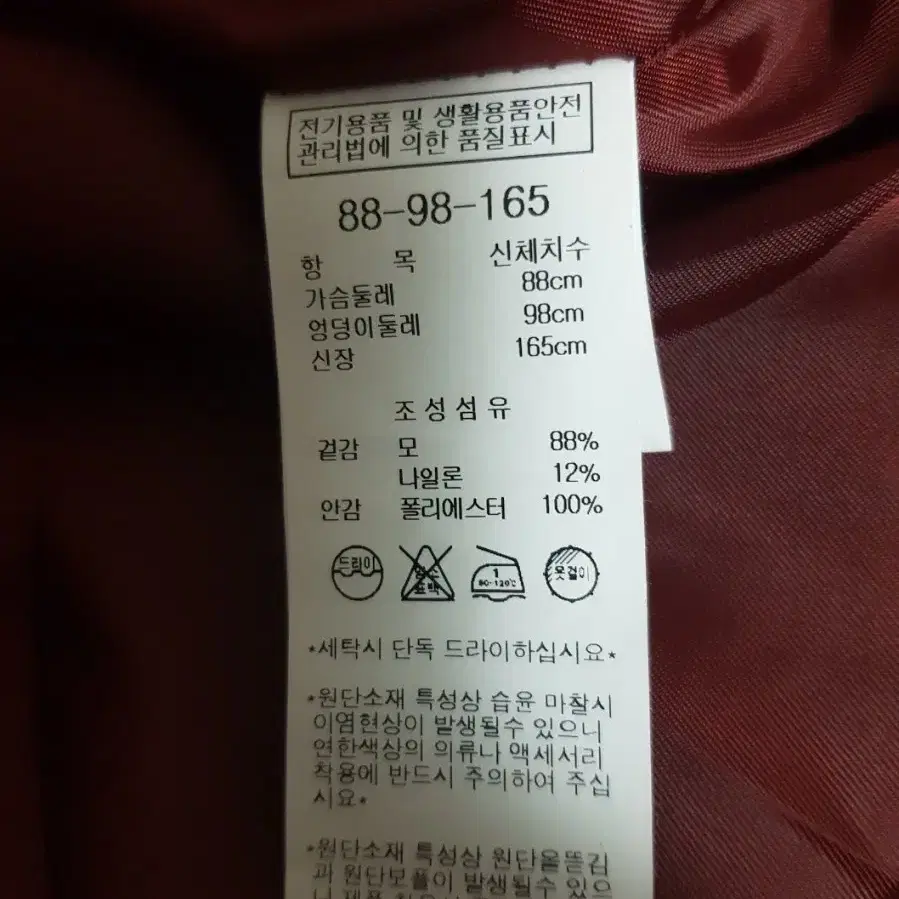 전기용품 및 생활용품안전
관리법에 의한 품질표시
88-98-165
항 목 신체치수
가슴둘레 88cm
엉덩이둘레 98cm
신장 165cm
조성섬유
겉감 모 88%
나일론 12%
안감 폴리에스터 100%
드라이
염소
표백
1
80-120℃
옷걸이
*세탁시 단독 드라이하십시요*
*원단소재 특성상 습윤 마찰시
이염현상이 발생될수 있으니
연한색상의 의류나 액세서리
착용에 반드시 주의하여 주십
시요*
*원단소재 특성상 원단올뜯김
과 원단보풀이 발생될수 있으
니 제품